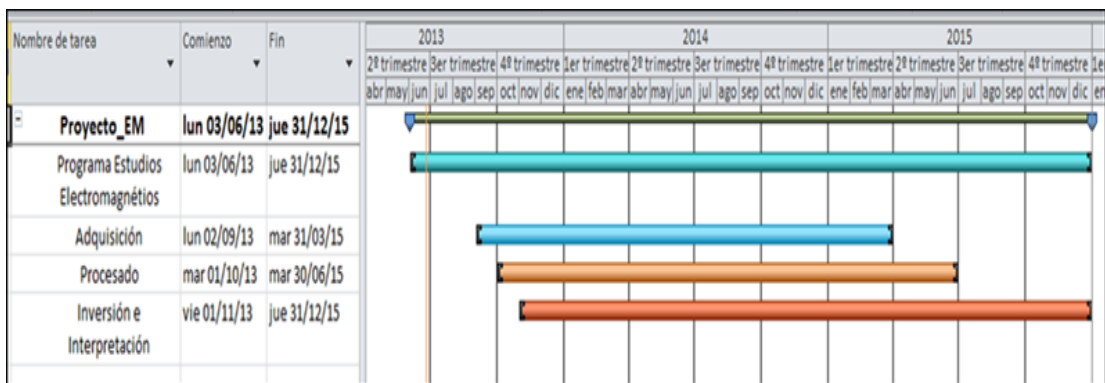 Nombre de tarea Comienzo Fin 2013 2014 2015
2º trimestre 3er trimestre 4º trimestre 1er trimestre 2º trimestre 3er trimestre 4º trimestre 1er trimestre 2º trimestre 3er trimestre 4º trimestre 1e
abr may jun jul ago sep oct nov dic ene feb mar abr may jun jul ago sep oct nov dic ene feb mar abr may jun jul ago sep oct nov dic en
Proyecto_EM lun 03/06/13 jue 31/12/15
Programa Estudios lun 03/06/13 jue 31/12/15
Electromagnétios
Adquisición lun 02/09/13 mar 31/03/15
Procesado mar 01/10/13 mar 30/06/15
Inversión e vie 01/11/13 jue 31/12/15
Interpretación